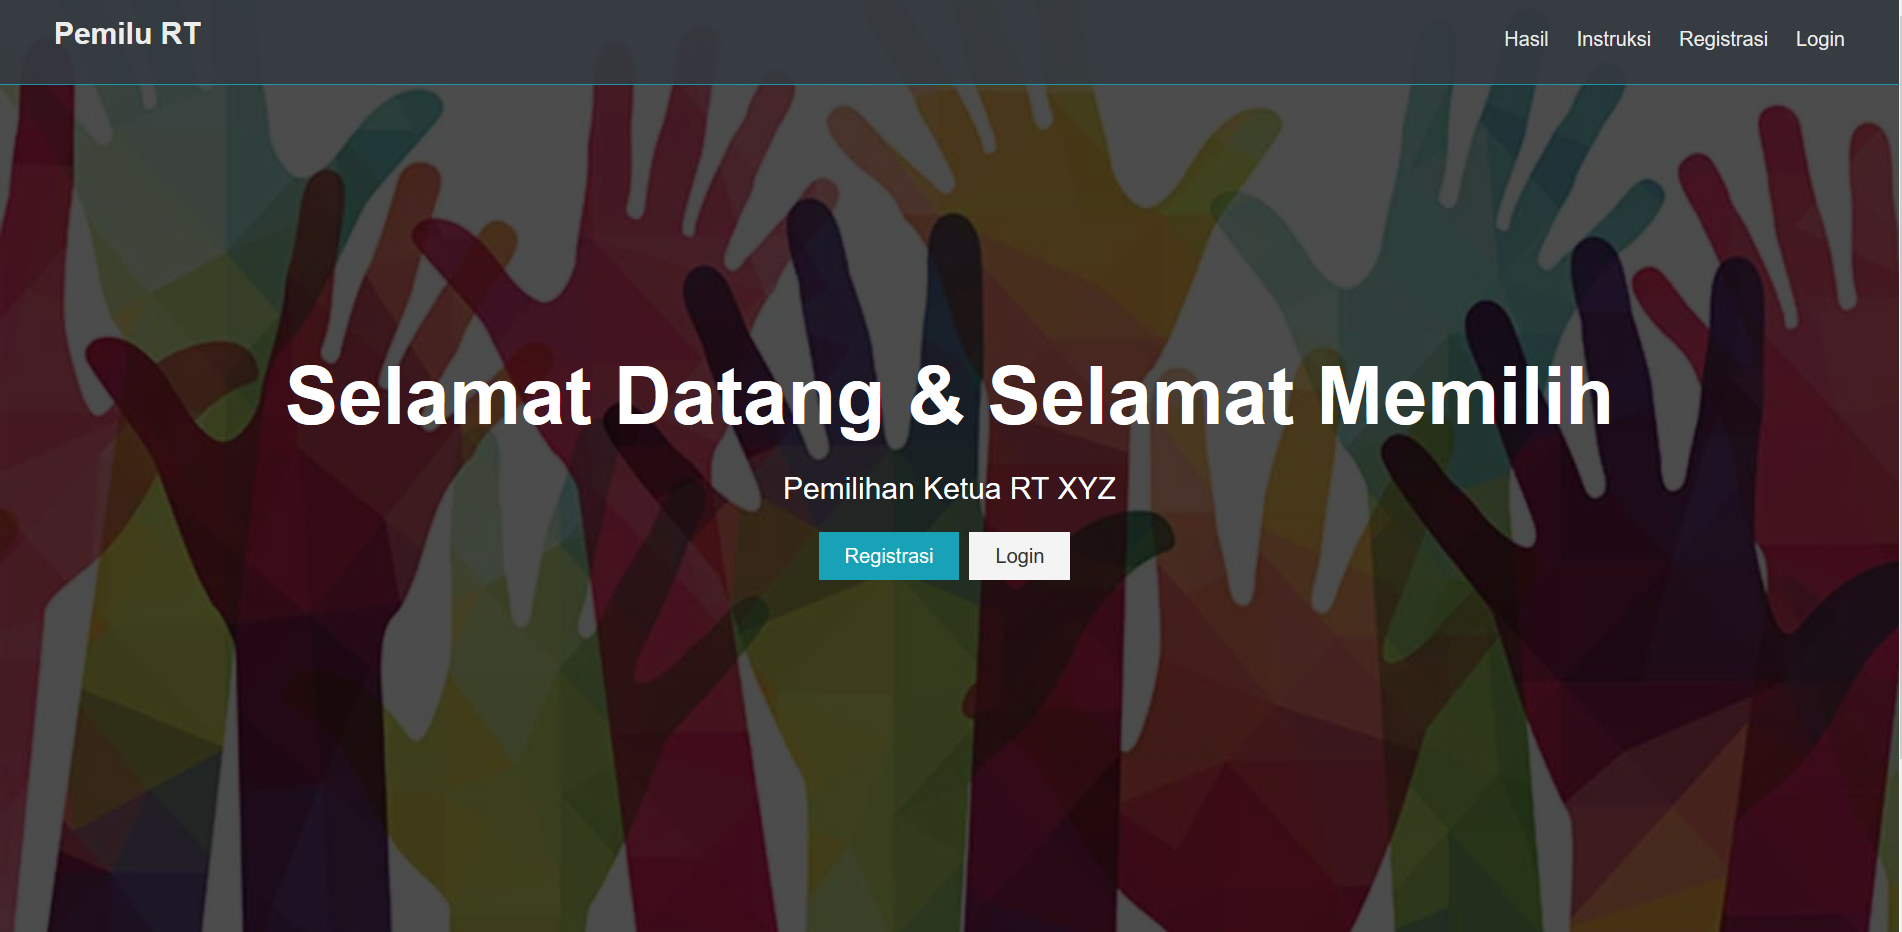 Pemilu RT
Hasil Instruksi Registrasi Login
Selamat Datang & Selamat Memilih
Pemilihan Ketua RT XYZ
Registrasi Login